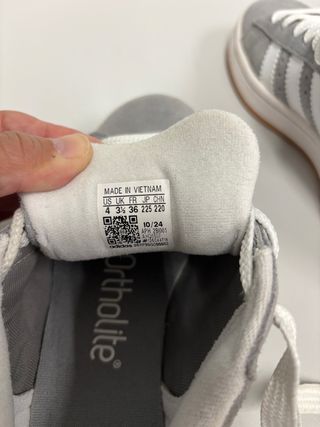 MADE IN VIETNAM
US UK FR JP CHN
4 3½ 36 225 220
10/24
ortholite